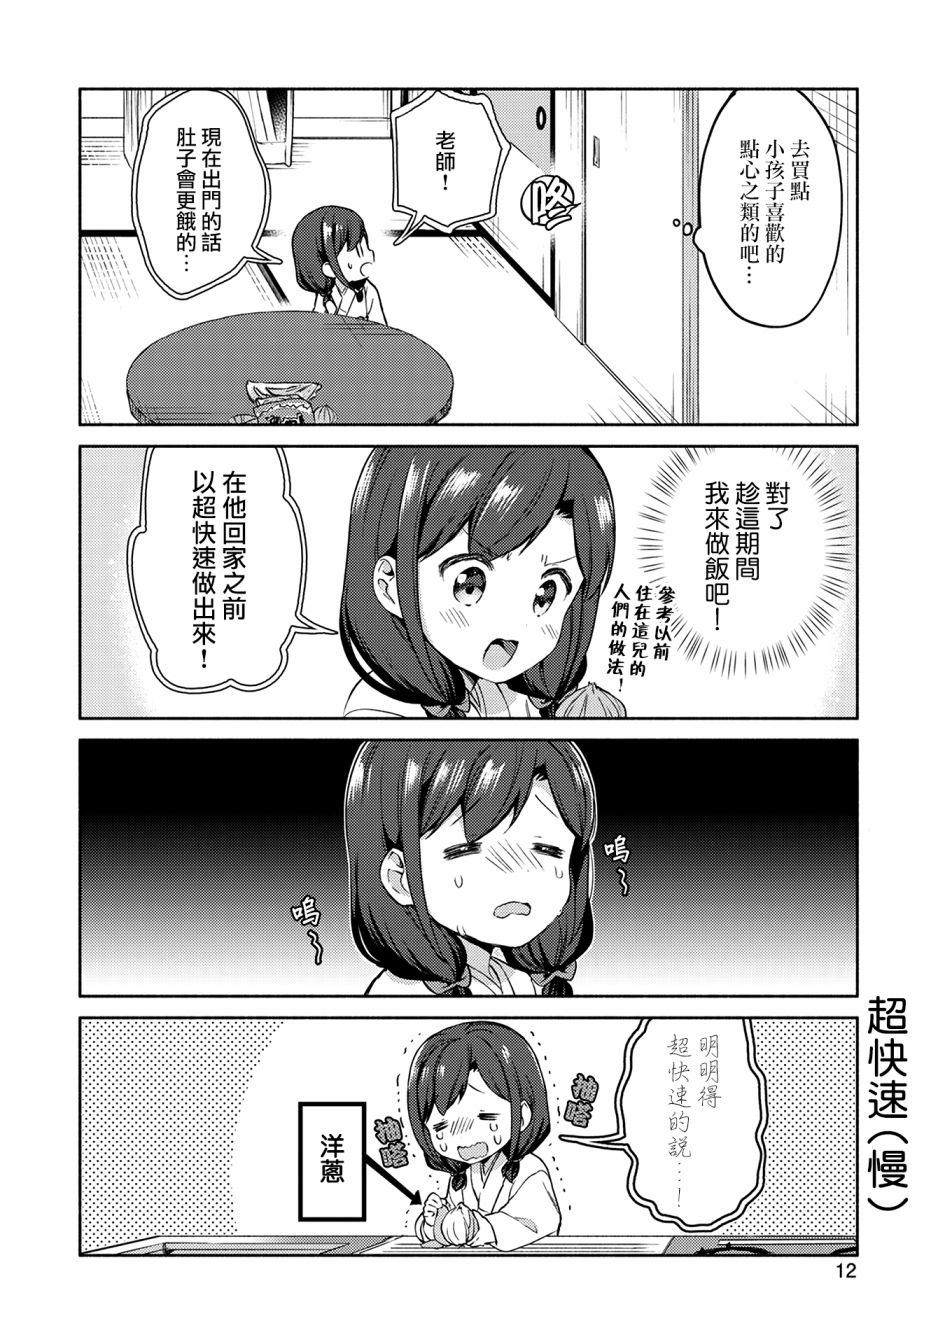 去買點
小孩子喜歡的
點心之類的吧…
咚
老師！
現在出門的話
肚子會更餓的…
對了
趁這期間
我來做飯吧！
參考以前
住在這兒的
人們的做法！
在他回家之前
以超快速做出來！
嗚～
嗚～
超快速（慢）
明明得
超快速的說…！
抽嗒
抽嗒
洋蔥
12